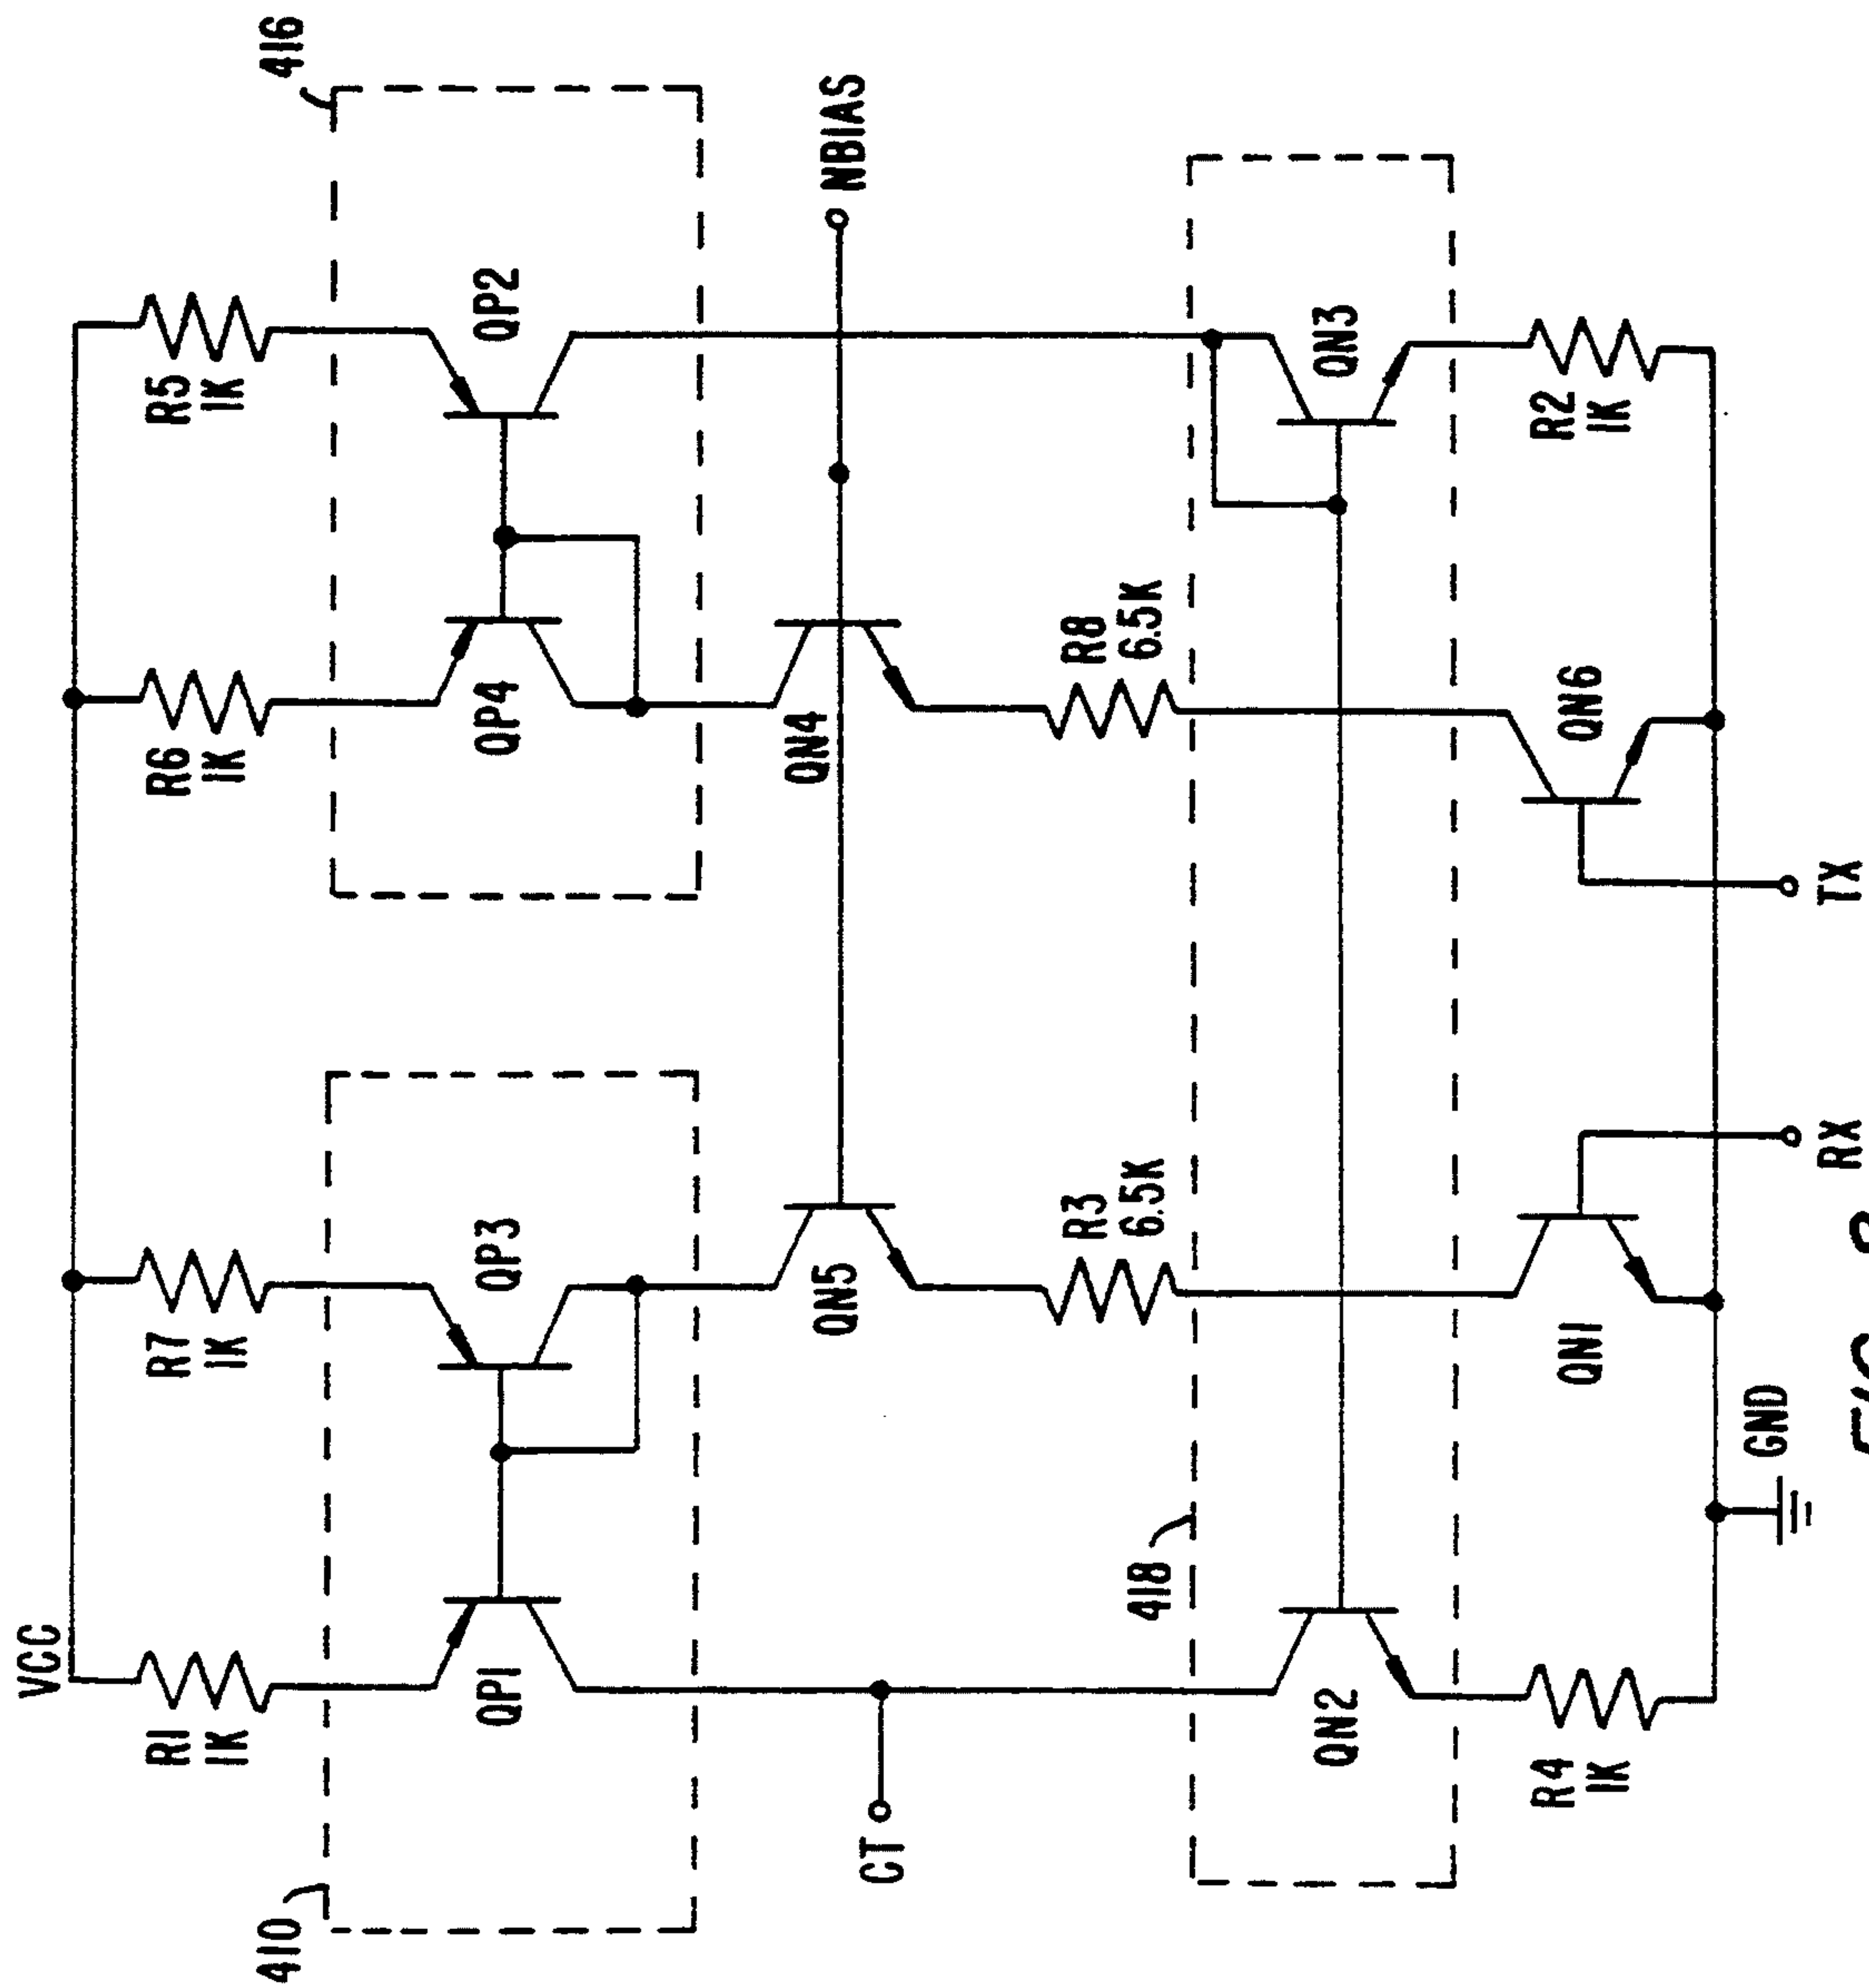 VCC
R1
1K
R7
1K
R6
1K
R5
1K
410
416
QP1
QP3
QP4
QP2
QN5
QN4
NBIAS
CT
R3
6.5K
R8
6.5K
418
QN2
QN1
QN6
QN3
R4
1K
R2
1K
GND
RX
TX